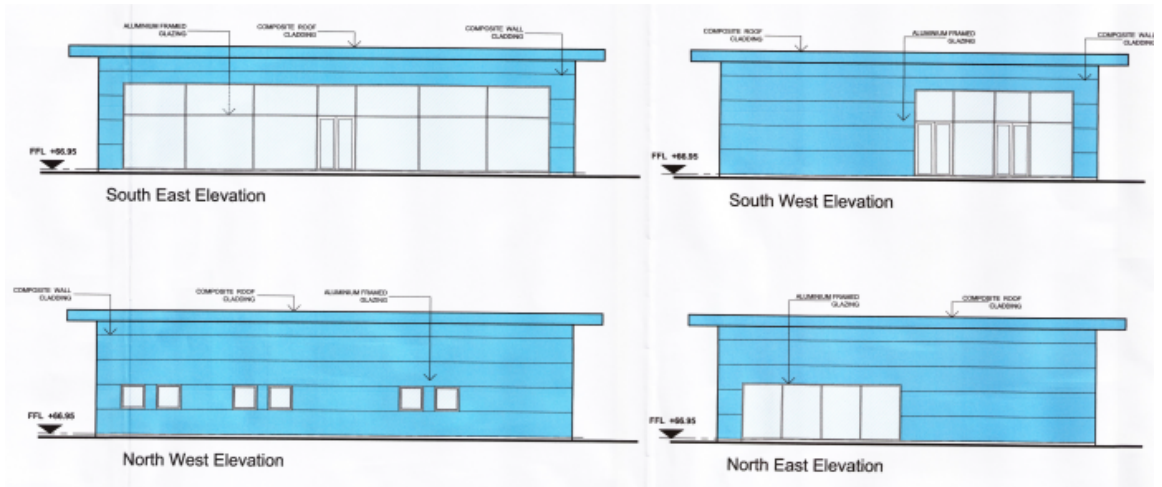 ALUMINIUM FRAMED
GLAZING
COMPOSITE ROOF
CLADDING
COMPOSITE WALL
CLADDING
FFL +66.95
South East Elevation
COMPOSITE ROOF
CLADDING
ALUMINIUM FRAMED
GLAZING
COMPOSITE WALL
CLADDING
FFL +66.95
South West Elevation
COMPOSITE WALL
CLADDING
COMPOSITE ROOF
CLADDING
ALUMINIUM FRAMED
GLAZING
FFL +66.95
North West Elevation
ALUMINIUM FRAMED
GLAZING
COMPOSITE ROOF
CLADDING
FFL +66.95
North East Elevation